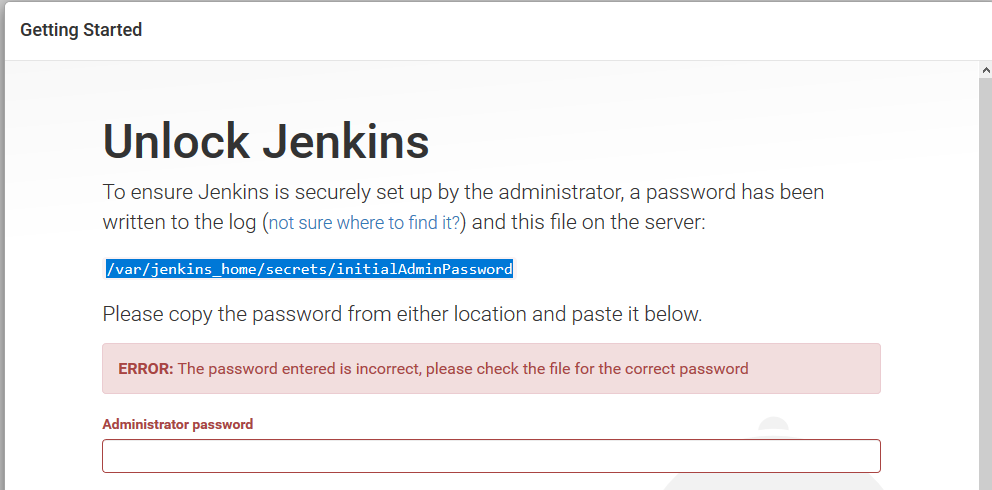 Getting Started
Unlock Jenkins
To ensure Jenkins is securely set up by the administrator, a password has been
written to the log (not sure where to find it?) and this file on the server:
/var/jenkins_home/secrets/initialAdminPassword
Please copy the password from either location and paste it below.
ERROR: The password entered is incorrect, please check the file for the correct password
Administrator password